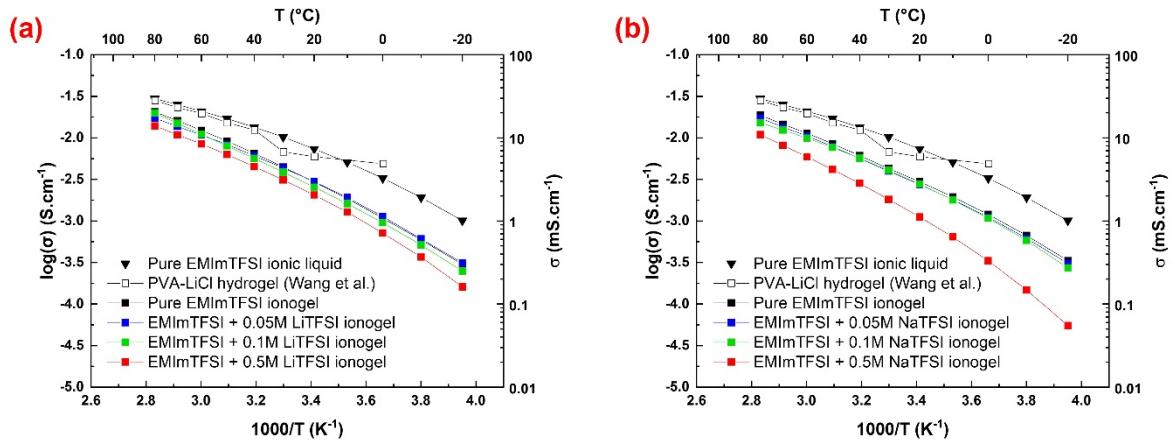 (a)
T (°C)
100 80 60 40 20 0 -20
-1.0
-1.5
-2.0
-2.5
-3.0
-3.5
-4.0
-4.5
-5.0
log(σ) (S.cm⁻¹)
100
10
1
0.1
0.01
σ (mS.cm⁻¹)
Pure EMImTFSI ionic liquid
PVA-LiCl hydrogel (Wang et al.)
Pure EMImTFSI ionogel
EMImTFSI + 0.05M LiTFSI ionogel
EMImTFSI + 0.1M LiTFSI ionogel
EMImTFSI + 0.5M LiTFSI ionogel
2.6 2.8 3.0 3.2 3.4 3.6 3.8 4.0
1000/T (K⁻¹)
(b)
T (°C)
100 80 60 40 20 0 -20
-1.0
-1.5
-2.0
-2.5
-3.0
-3.5
-4.0
-4.5
-5.0
log(σ) (S.cm⁻¹)
100
10
1
0.1
0.01
σ (mS.cm⁻¹)
Pure EMImTFSI ionic liquid
PVA-LiCl hydrogel (Wang et al.)
Pure EMImTFSI ionogel
EMImTFSI + 0.05M NaTFSI ionogel
EMImTFSI + 0.1M NaTFSI ionogel
EMImTFSI + 0.5M NaTFSI ionogel
2.6 2.8 3.0 3.2 3.4 3.6 3.8 4.0
1000/T (K⁻¹)